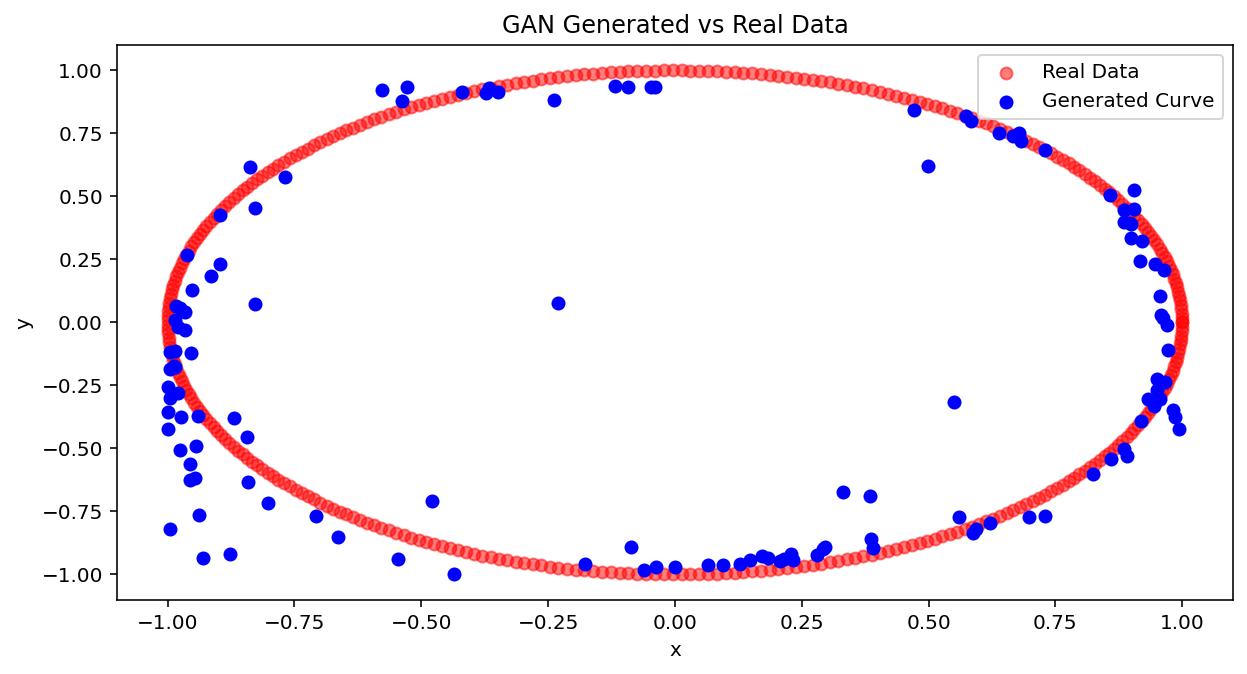 GAN Generated vs Real Data
Real Data
Generated Curve
1.00
0.75
0.50
0.25
0.00
−0.25
−0.50
−0.75
−1.00
y
−1.00 −0.75 −0.50 −0.25 0.00 0.25 0.50 0.75 1.00
x